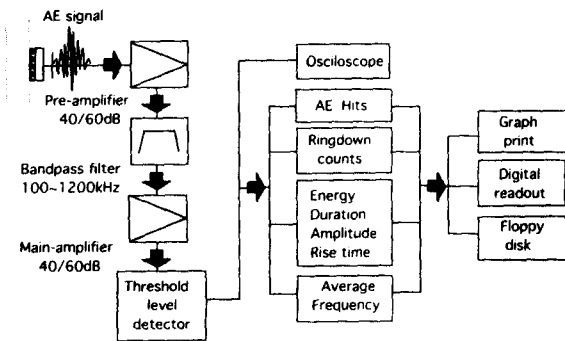 AE signal
Pre-amplifier
40/60dB
Bandpass filter
100~1200kHz
Main-amplifier
40/60dB
Threshold
level
detector
Osciloscope
AE Hits
Ringdown
counts
Energy
Duration
Amplitude
Rise time
Average
Frequency
Graph
print
Digital
readout
Floppy
disk